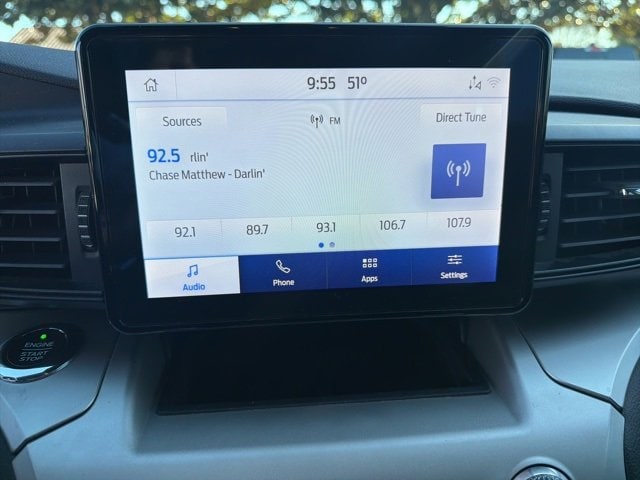 9:55 51°
Sources FM Direct Tune
92.5 rlin'
Chase Matthew - Darlin'
92.1 89.7 93.1 106.7 107.9
Audio Phone Apps Settings
ENGINE
START
STOP